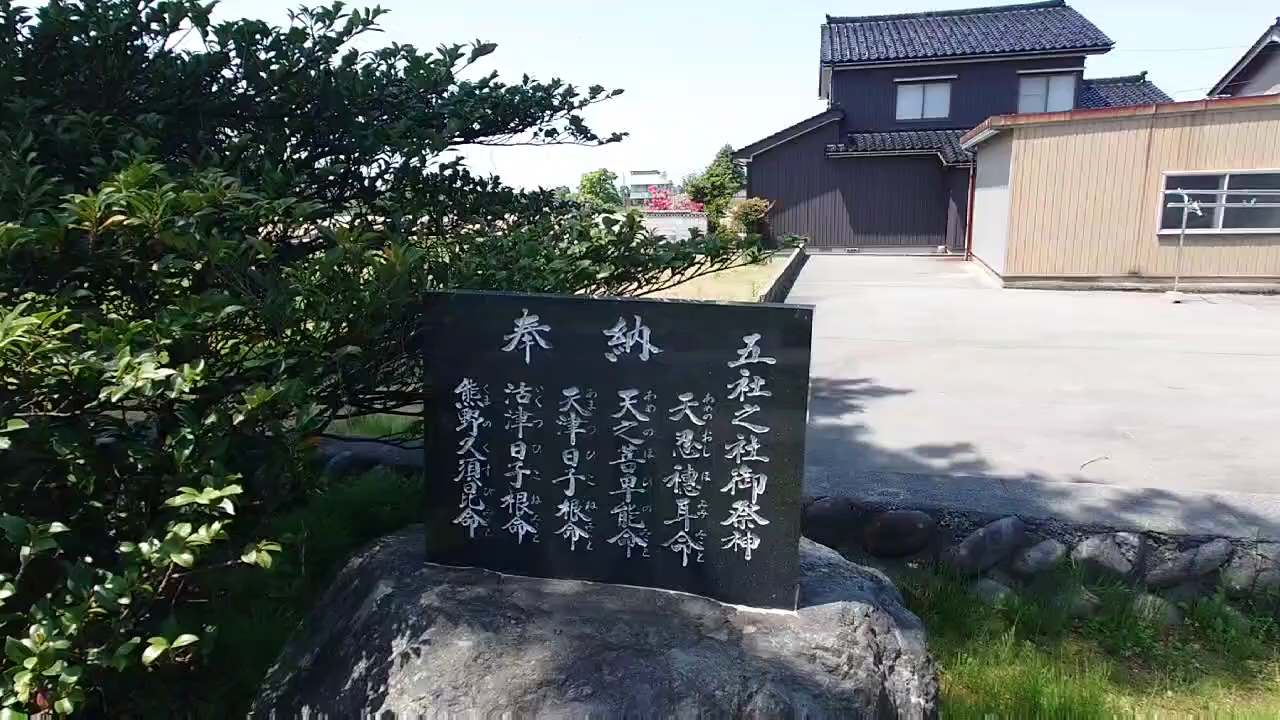 五社之社御祭神
奉納
天忍穂耳命
天之菩卑能命
天津日子根命
活津日子根命
熊野久須毘命